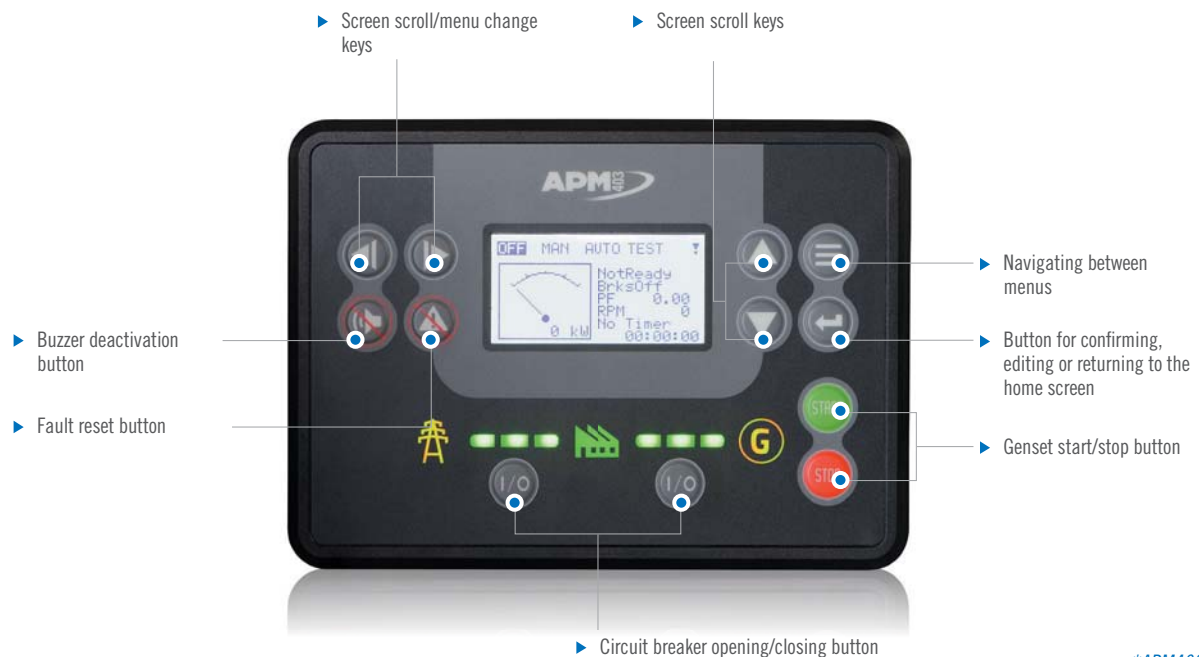 Screen scroll/menu change
keys
Screen scroll keys
APM403
OFF MAN AUTO TEST
NotReady
BrksOff
PF 0.00
RPM 0
No Timer
00:00:00
0 kW
Navigating between
menus
Buzzer deactivation
button
Button for confirming,
editing or returning to the
home screen
Fault reset button
START
G
Genset start/stop button
STOP
I/O
I/O
Circuit breaker opening/closing button